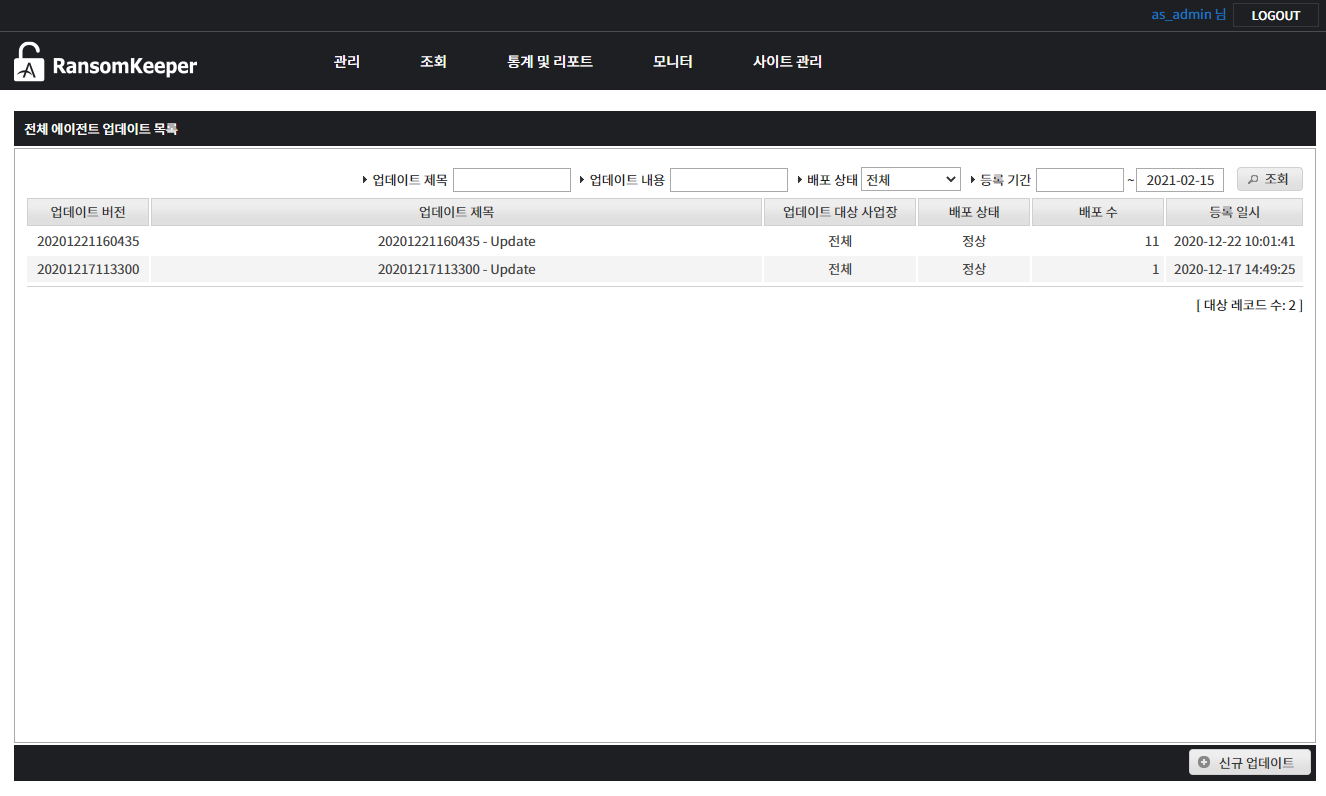 as_admin 님 LOGOUT
RansomKeeper 관리 조회 통계 및 리포트 모니터 사이트 관리
전체 에이전트 업데이트 목록
업데이트 제목 업데이트 내용 배포 상태 전체 등록 기간 ~ 2021-02-15 조회
업데이트 버전 업데이트 제목 업데이트 대상 사업장 배포 상태 배포 수 등록 일시
20201221160435 20201221160435 - Update 전체 정상 11 2020-12-22 10:01:41
20201217113300 20201217113300 - Update 전체 정상 1 2020-12-17 14:49:25
[ 대상 레코드 수: 2 ]
신규 업데이트